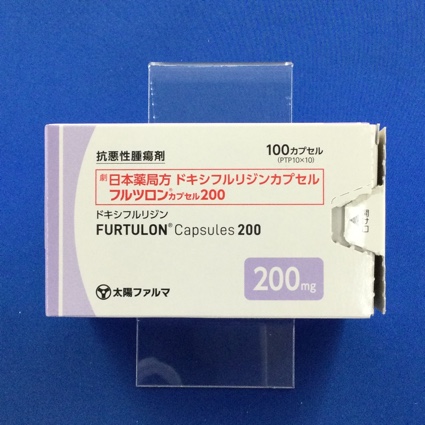 抗悪性腫瘍剤
100カプセル
(PTP10×10)
劇 日本薬局方 ドキシフルリジンカプセル
フルツロン®カプセル200
ドキシフルリジン
FURTULON® Capsules 200
200mg
太陽ファルマ